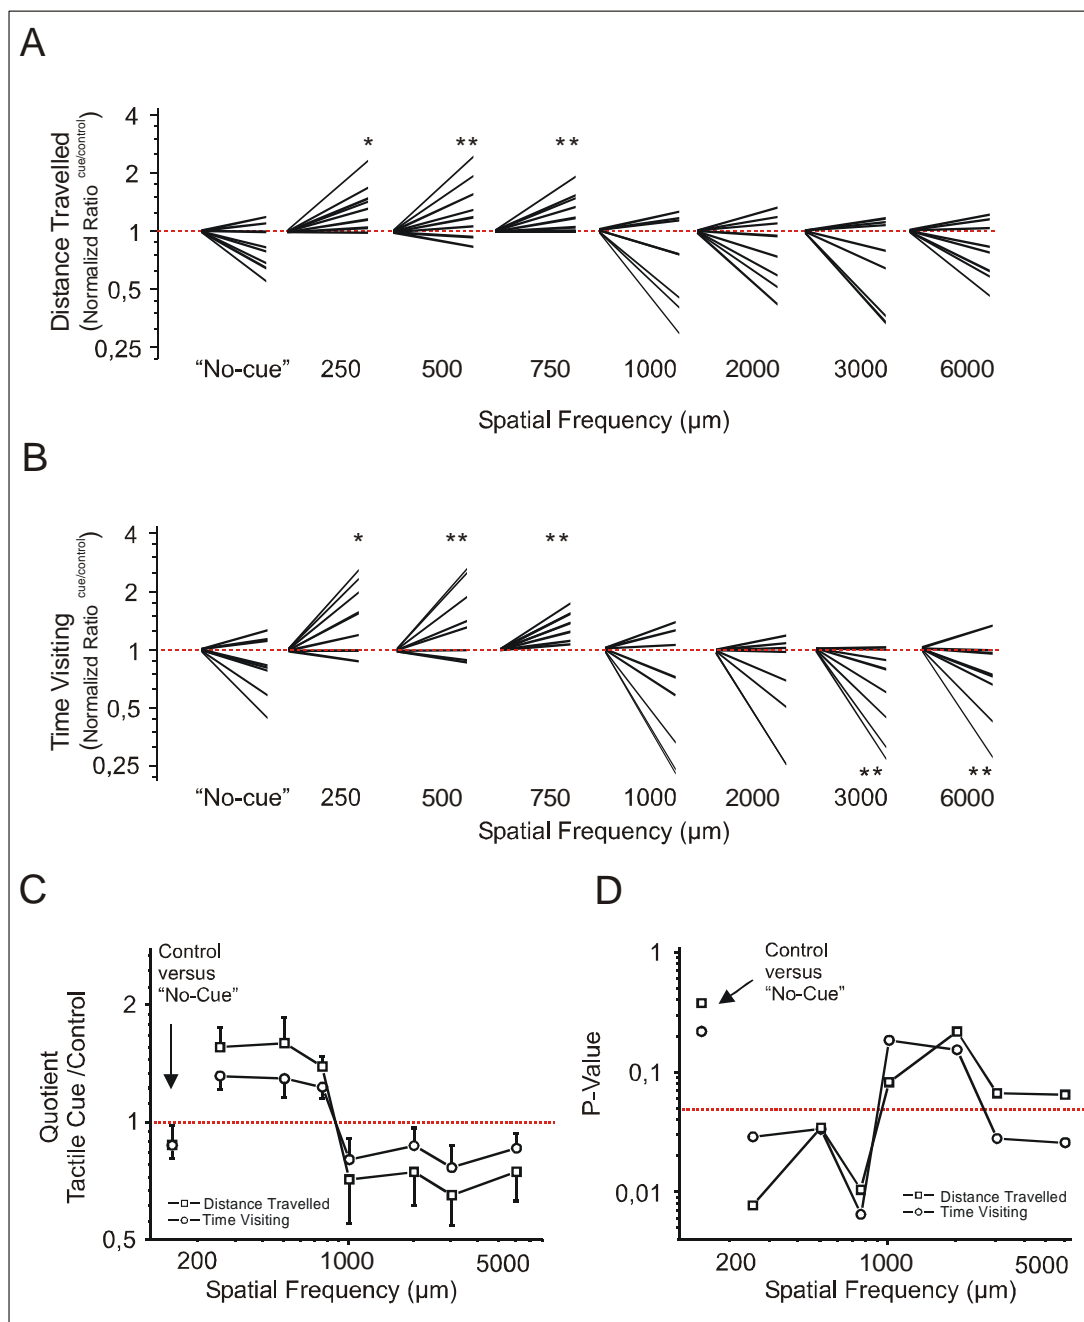 A
Distance Travelled
(Normalizd Ratio cue/control)
4
2
1
0,5
0,25
* ** **
“No-cue” 250 500 750 1000 2000 3000 6000
Spatial Frequency (µm)
B
Time Visiting
(Normalizd Ratio cue/control)
4
2
1
0,5
0,25
* ** **
** **
“No-cue” 250 500 750 1000 2000 3000 6000
Spatial Frequency (µm)
C
Quotient
Tactile Cue /Control
2
1
0,5
Control
versus
“No-Cue”
Distance Travelled
Time Visiting
200 1000 5000
Spatial Frequency (µm)
D
P-Value
1
0,1
0,01
Control
versus
“No-Cue”
Distance Travelled
Time Visiting
200 1000 5000
Spatial Frequency (µm)